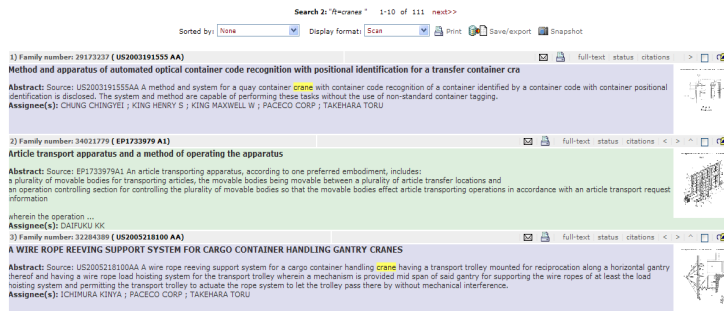 Search 2: "ft=cranes " 1-10 of 111 next>>
Sorted by: None Display format: Scan Print Save/export Snapshot
1) Family number: 29173237 ( US2003191555 AA) full-text status citations >
Method and apparatus of automated optical container code recognition with positional identification for a transfer container cra
Abstract: Source: US2003191555AA A method and system for a quay container crane with container code recognition of a container identified by a container code with container positional
identification is disclosed. The system and method are capable of performing these tasks without the use of non-standard container tagging.
Assignee(s): CHUNG CHINGYEI ; KING HENRY S ; KING MAXWELL W ; PACECO CORP ; TAKEHARA TORU
2) Family number: 34021779 ( EP1733979 A1) full-text status citations < > ^
Article transport apparatus and a method of operating the apparatus
Abstract: Source: EP1733979A1 An article transporting apparatus, according to one preferred embodiment, includes:
a plurality of movable bodies for transporting articles, the movable bodies being movable between a plurality of article transfer locations and
an operation controlling section for controlling the plurality of movable bodies so that the movable bodies effect article transporting operations in accordance with an article transport request
information
wherein the operation ...
Assignee(s): DAIFUKU KK
3) Family number: 32284389 ( US2005218100 AA) full-text status citations < > ^
A WIRE ROPE REEVING SUPPORT SYSTEM FOR CARGO CONTAINER HANDLING GANTRY CRANES
Abstract: Source: US2005218100AA A wire rope reeving support system for a cargo container handling crane having a transport trolley mounted for reciprocation along a horizontal gantry
thereof and having a wire rope load hoisting system for the transport trolley wherein a mechanism is provided mid span of said gantry for supporting the wire ropes of at least the load
hoisting system and permitting the transport trolley to actuate the rope system to let the trolley pass there by without mechanical interference.
Assignee(s): ICHIMURA KINYA ; PACECO CORP ; TAKEHARA TORU